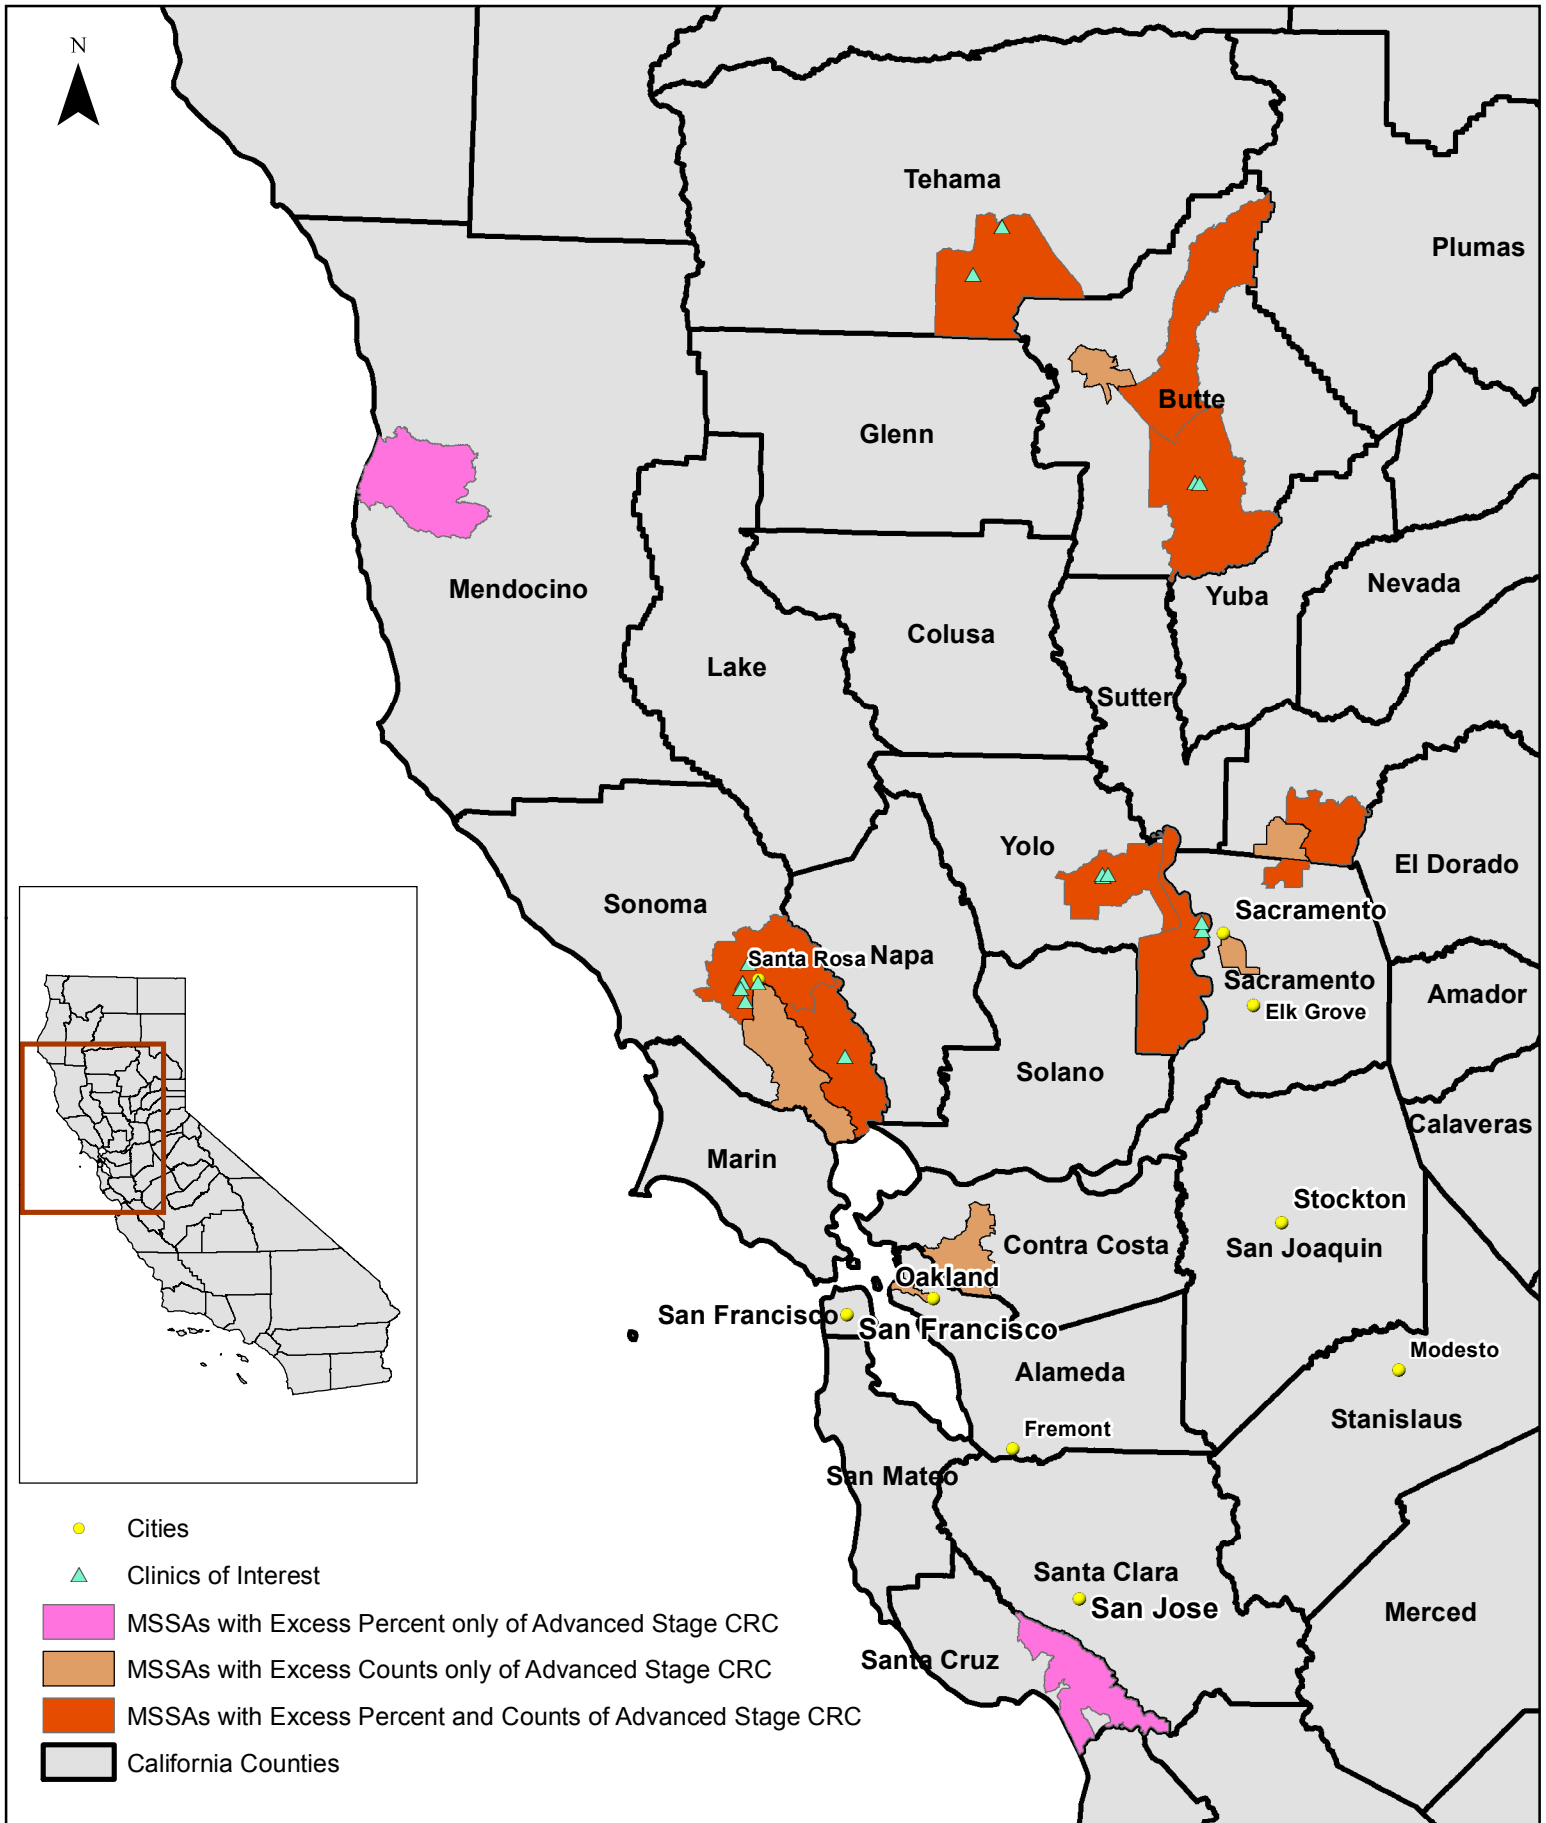 N
Tehama
Plumas
Butte
Glenn
Mendocino
Nevada
Yuba
Colusa
Lake
Sutter
Yolo
El Dorado
Sonoma
Sacramento
Santa Rosa
Napa
Sacramento
Amador
Elk Grove
Solano
Calaveras
Marin
Stockton
Contra Costa
San Joaquin
Oakland
San Francisco
San Francisco
Modesto
Alameda
Stanislaus
Fremont
San Mateo
Santa Clara
San Jose
Merced
Santa Cruz
Cities
Clinics of Interest
MSSAs with Excess Percent only of Advanced Stage CRC
MSSAs with Excess Counts only of Advanced Stage CRC
MSSAs with Excess Percent and Counts of Advanced Stage CRC
California Counties